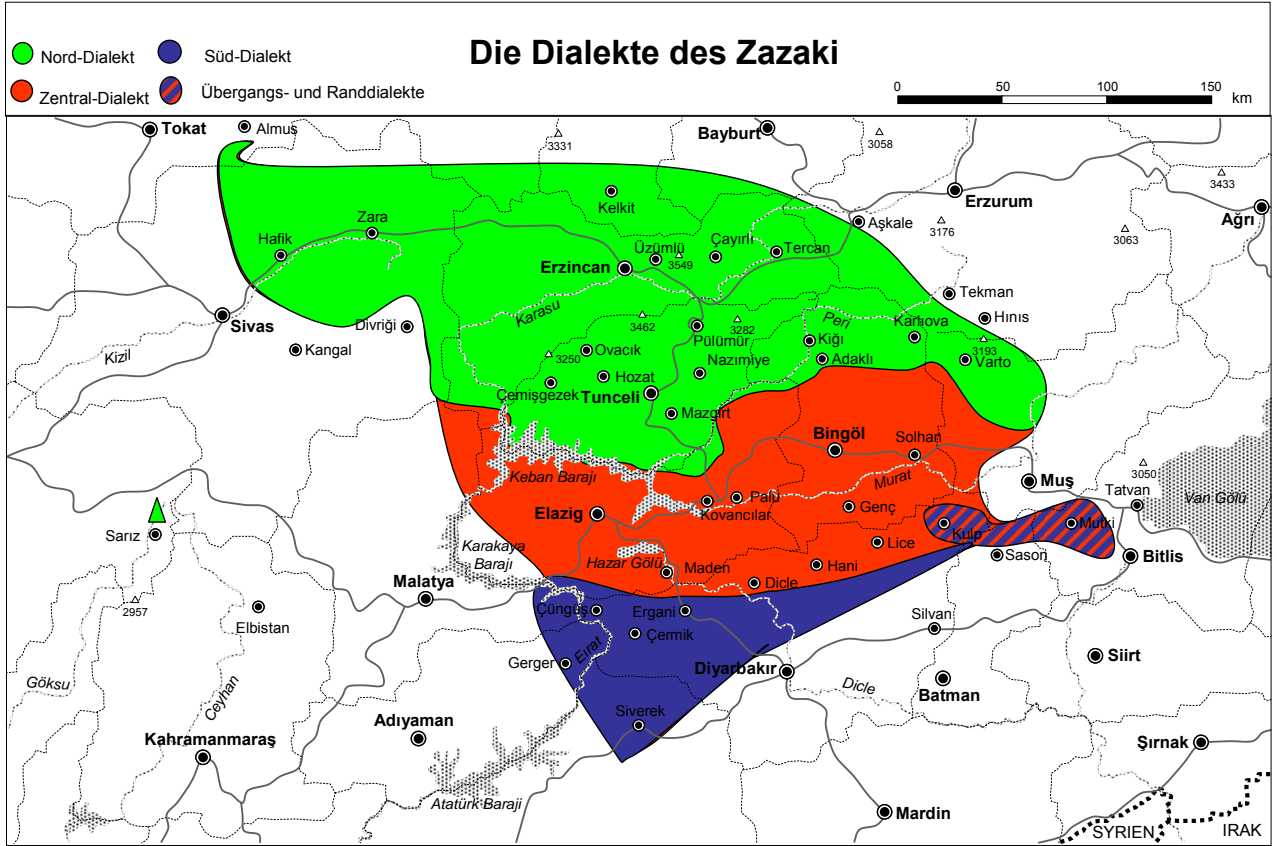 Die Dialekte des Zazaki
Nord-Dialekt
Süd-Dialekt
Zentral-Dialekt
Übergangs- und Randdialekte
0 50 100 150
km
Tokat
Almuş
3331
Bayburt
3058
3433
Kelkit
Erzurum
Ağrı
Zara
Aşkale
3176
3063
Hafik
Üzümlü
Çayırlı
Tercan
Erzincan
3549
Tekman
Karasu
Sivas
Divriği
3462
3282
Peri
Hınıs
Karlıova
Kizil
Kangal
Pülümür
Kiğı
3193
3250
Ovacık
Nazımiye
Adaklı
Varto
Hozat
Çemişgezek
Tunceli
Mazgirt
Bingöl
Solhan
3050
Keban Barajı
Murat
Muş
Tatvan
Van Gölü
Palu
Kovancılar
Genç
Elazig
Sarız
Kulp
Mutki
Karakaya
Barajı
Lice
Sason
Bitlis
Hazar Gölü
Maden
Hani
Malatya
Dicle
2957
Elbistan
Çüngüş
Ergani
Silvan
Çermik
Gerger
Eırat
Siirt
Diyarbakır
Göksu
Ceyhan
Dicle
Batman
Siverek
Adıyaman
Kahramanmaraş
Şırnak
Atatürk Baraji
Mardin
SYRIEN
IRAK